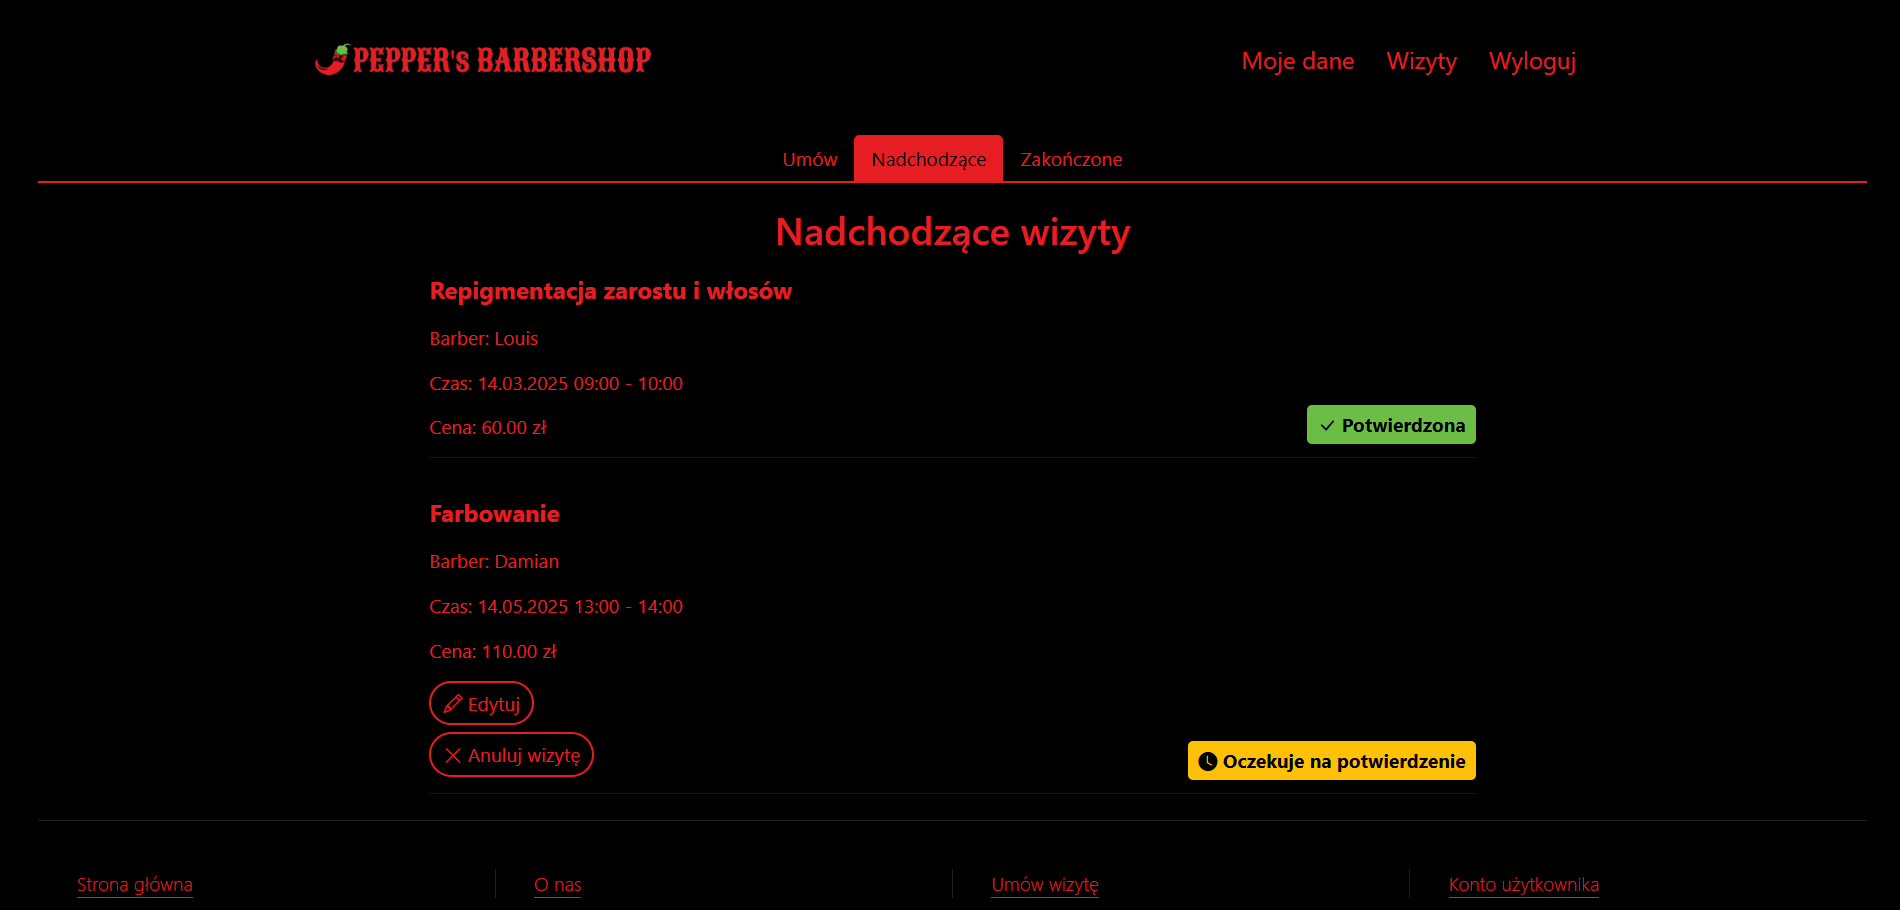 PEPPER's BARBERSHOP
Moje dane Wizyty Wyloguj
Umów Nadchodzące Zakończone
Nadchodzące wizyty
Repigmentacja zarostu i włosów
Barber: Louis
Czas: 14.03.2025 09:00 - 10:00
Cena: 60.00 zł
Potwierdzona
Farbowanie
Barber: Damian
Czas: 14.05.2025 13:00 - 14:00
Cena: 110.00 zł
Edytuj
Anuluj wizytę
Oczekuje na potwierdzenie
Strona główna O nas Umów wizytę Konto użytkownika